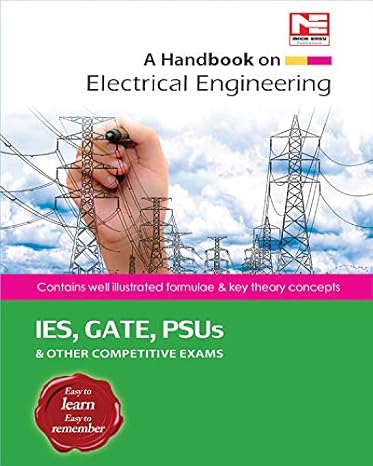 ME
MADE EASY
Publications
A Handbook on
Electrical Engineering
Contains well illustrated formulae & key theory concepts
IES, GATE, PSUs
& OTHER COMPETITIVE EXAMS
Easy to
learn
Easy to
remember